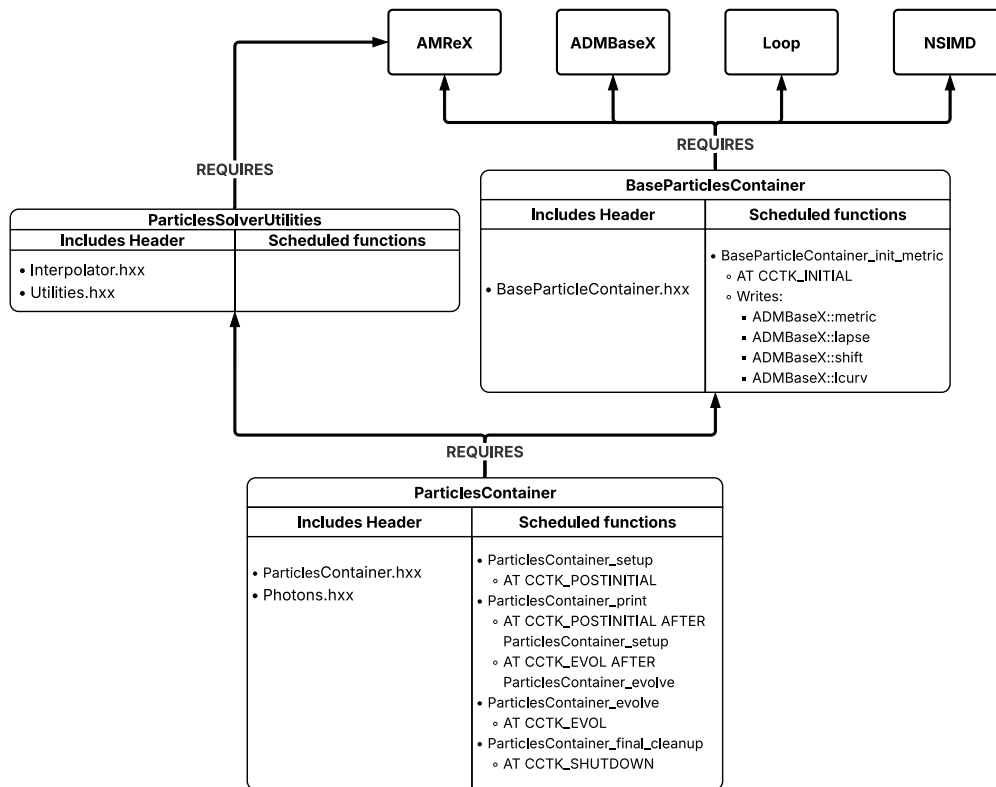 AMReX
ADMBaseX
Loop
NSIMD
REQUIRES
REQUIRES
ParticlesSolverUtilities
Includes Header
Scheduled functions
• Interpolator.hxx
• Utilities.hxx
BaseParticlesContainer
Includes Header
Scheduled functions
• BaseParticleContainer.hxx
• BaseParticleContainer_init_metric
◦ AT CCTK_INITIAL
◦ Writes:
▪ ADMBaseX::metric
▪ ADMBaseX::lapse
▪ ADMBaseX::shift
▪ ADMBaseX::lcurv
REQUIRES
ParticlesContainer
Includes Header
Scheduled functions
• ParticlesContainer.hxx
• Photons.hxx
• ParticlesContainer_setup
◦ AT CCTK_POSTINITIAL
• ParticlesContainer_print
◦ AT CCTK_POSTINITIAL AFTER
ParticlesContainer_setup
◦ AT CCTK_EVOL AFTER
ParticlesContainer_evolve
• ParticlesContainer_evolve
◦ AT CCTK_EVOL
• ParticlesContainer_final_cleanup
◦ AT CCTK_SHUTDOWN